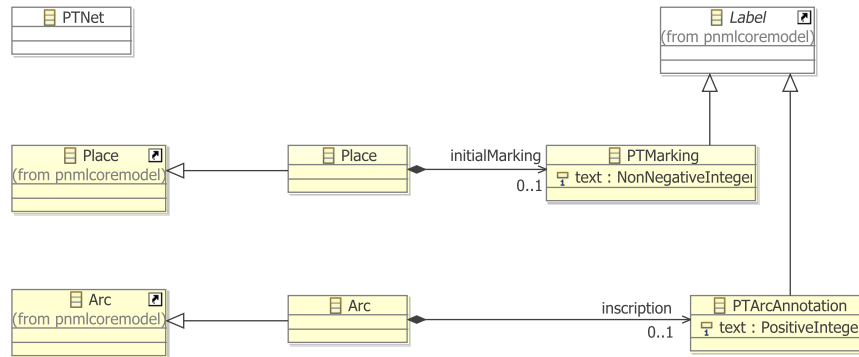 PTNet
Label
(from pnmlcoremodel)
Place
(from pnmlcoremodel)
Place
initialMarking
0..1
PTMarking
text : NonNegativeInteger
Arc
(from pnmlcoremodel)
Arc
inscription
0..1
PTArcAnnotation
text : PositiveIntege